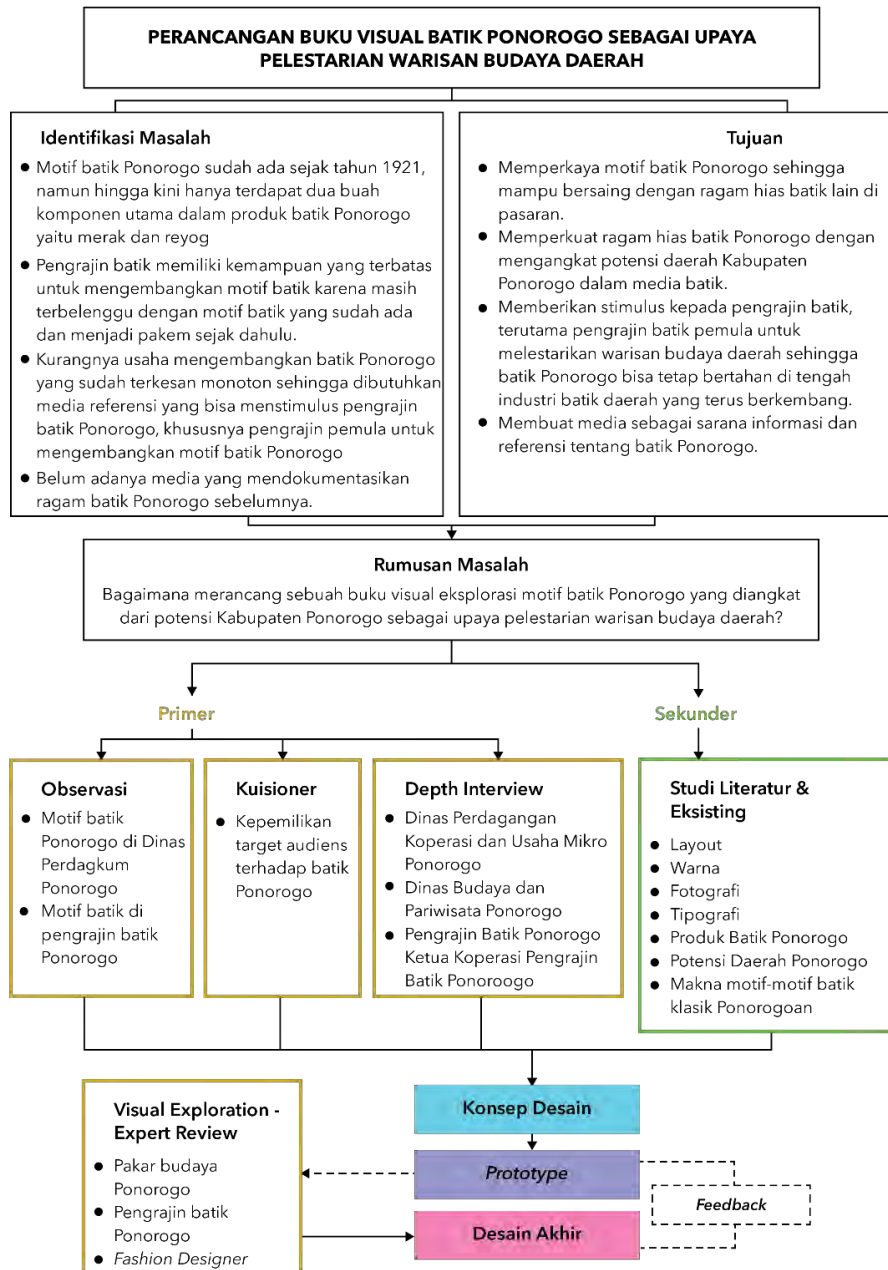 PERANCANGAN BUKU VISUAL BATIK PONOROGO SEBAGAI UPAYA
PELESTARIAN WARISAN BUDAYA DAERAH
Identifikasi Masalah
● Motif batik Ponorogo sudah ada sejak tahun 1921,
namun hingga kini hanya terdapat dua buah
komponen utama dalam produk batik Ponorogo
yaitu merak dan reyog
● Pengrajin batik memiliki kemampuan yang terbatas
untuk mengembangkan motif batik karena masih
terbelenggu dengan motif batik yang sudah ada
dan menjadi pakem sejak dahulu.
● Kurangnya usaha mengembangkan batik Ponorogo
yang sudah terkesan monoton sehingga dibutuhkan
media referensi yang bisa menstimulus pengrajin
batik Ponorogo, khususnya pengrajin pemula untuk
mengembangkan motif batik Ponorogo
● Belum adanya media yang mendokumentasikan
ragam batik Ponorogo sebelumnya.
Tujuan
● Memperkaya motif batik Ponorogo sehingga
mampu bersaing dengan ragam hias batik lain di
pasaran.
● Memperkuat ragam hias batik Ponorogo dengan
mengangkat potensi daerah Kabupaten
Ponorogo dalam media batik.
● Memberikan stimulus kepada pengrajin batik,
terutama pengrajin batik pemula untuk
melestarikan warisan budaya daerah sehingga
batik Ponorogo bisa tetap bertahan di tengah
industri batik daerah yang terus berkembang.
● Membuat media sebagai sarana informasi dan
referensi tentang batik Ponorogo.
Rumusan Masalah
Bagaimana merancang sebuah buku visual eksplorasi motif batik Ponorogo yang diangkat
dari potensi Kabupaten Ponorogo sebagai upaya pelestarian warisan budaya daerah?
Primer
Sekunder
Observasi
● Motif batik
Ponorogo di Dinas
Perdagkum
Ponorogo
● Motif batik di
pengrajin batik
Ponorogo
Kuisioner
● Kepemilikan
target audiens
terhadap batik
Ponorogo
Depth Interview
● Dinas Perdagangan
Koperasi dan Usaha Mikro
Ponorogo
● Dinas Budaya dan
Pariwisata Ponorogo
● Pengrajin Batik Ponorogo
Ketua Koperasi Pengrajin
Batik Ponoroogo
Studi Literatur &
Eksisting
● Layout
● Warna
● Fotografi
● Tipografi
● Produk Batik Ponorogo
● Potensi Daerah Ponorogo
● Makna motif-motif batik
klasik Ponorogoan
Visual Exploration -
Expert Review
● Pakar budaya
Ponorogo
● Pengrajin batik
Ponorogo
● Fashion Designer
Konsep Desain
Prototype
Desain Akhir
Feedback